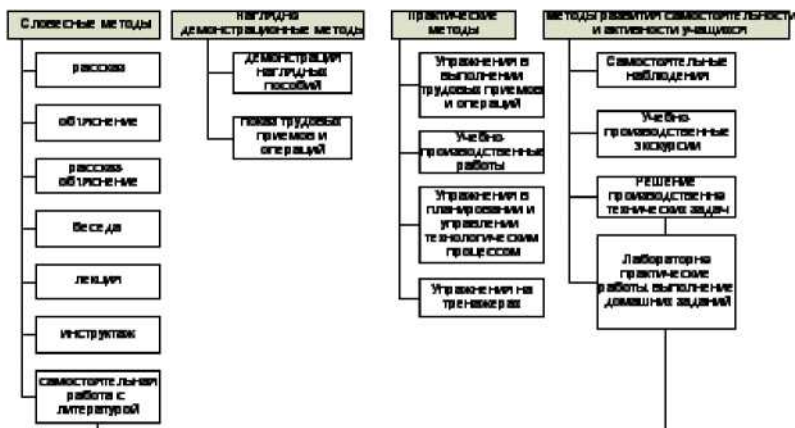 Словесные методы
рассказ
объяснение
рассказ-
объяснение
беседа
лекция
инструктаж
самостоятельная
работа с
литературой
Наглядно
демонстрационные методы
демонстрация
наглядных
пособий
показ трудовых
приемов и
операций
Практические
методы
Упражнения в
выполнении
трудовых приемов
и операций
Учебно-
производственные
работы
Упражнения в
планировании и
управлении
технологическим
процессом
Упражнения на
тренажерах
методы развития самостоятельности
и активности учащихся
Самостоятельные
наблюдения
Учебно-
производственные
экскурсии
Решение
производственно
технических задач
Лабораторно
практические
работы, выполнение
домашних заданий